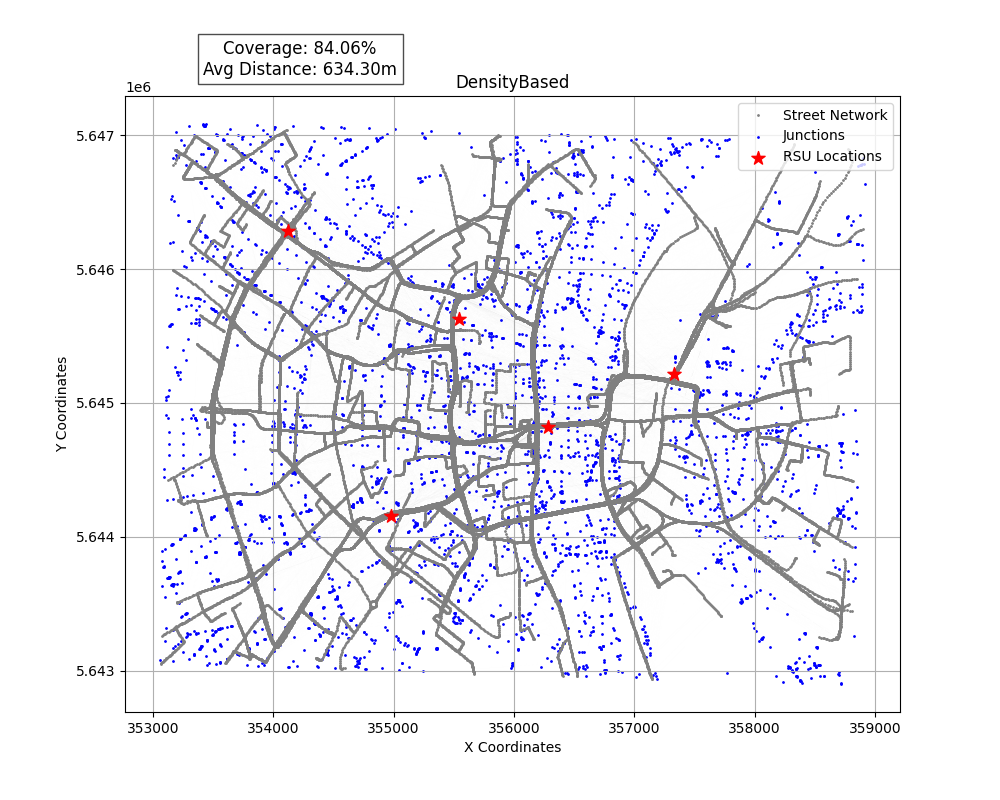 Coverage: 84.06%
Avg Distance: 634.30m
DensityBased
1e6
Street Network
Junctions
RSU Locations
5.647
5.646
5.645
5.644
5.643
Y Coordinates
353000 354000 355000 356000 357000 358000 359000
X Coordinates